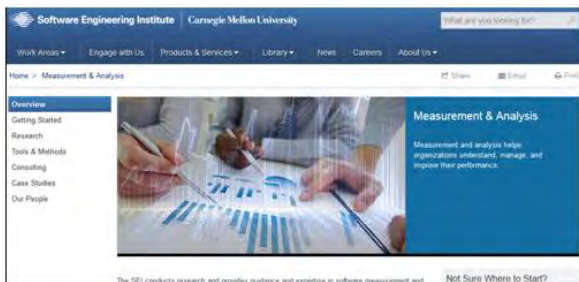 Software Engineering Institute | Carnegie Mellon University
What are you looking for?
Work Areas Engage with Us Products & Services Library News Careers About Us
Home > Measurement & Analysis
Share Email Print
Overview
Getting Started
Research
Tools & Methods
Consulting
Case Studies
Our People
Measurement & Analysis
Measurement and analysis helps
organizations understand, manage, and
improve their performance.
The SEI conducts research and provides guidance and expertise in software measurement and
Not Sure Where to Start?